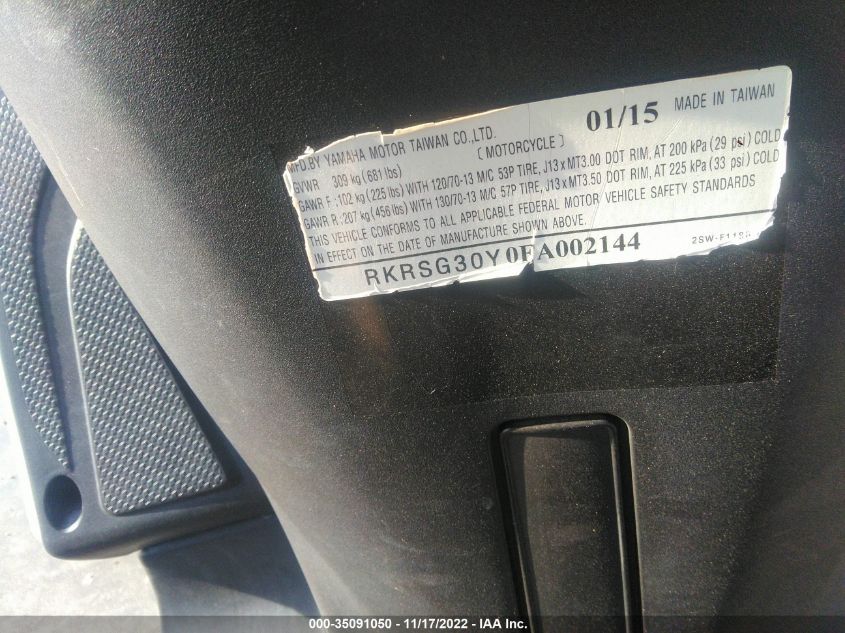 MFD.BY YAMAHA MOTOR TAIWAN CO.,LTD. 01/15 MADE IN TAIWAN
GVWR 309 kg (681 lbs) ( MOTORCYCLE )
GAWR F : 102 kg (225 lbs) WITH 120/70-13 M/C 53P TIRE, J13 x MT3.00 DOT RIM, AT 200 kPa (29 psi) COLD
GAWR R : 207 kg (456 lbs) WITH 130/70-13 M/C 57P TIRE, J13 x MT3.50 DOT RIM, AT 225 kPa (33 psi) COLD
THIS VEHICLE CONFORMS TO ALL APPLICABLE FEDERAL MOTOR VEHICLE SAFETY STANDARDS
IN EFFECT ON THE DATE OF MANUFACTURE SHOWN ABOVE.
RKRSG30Y0FA002144
000-35091050 - 11/17/2022 - IAA Inc.